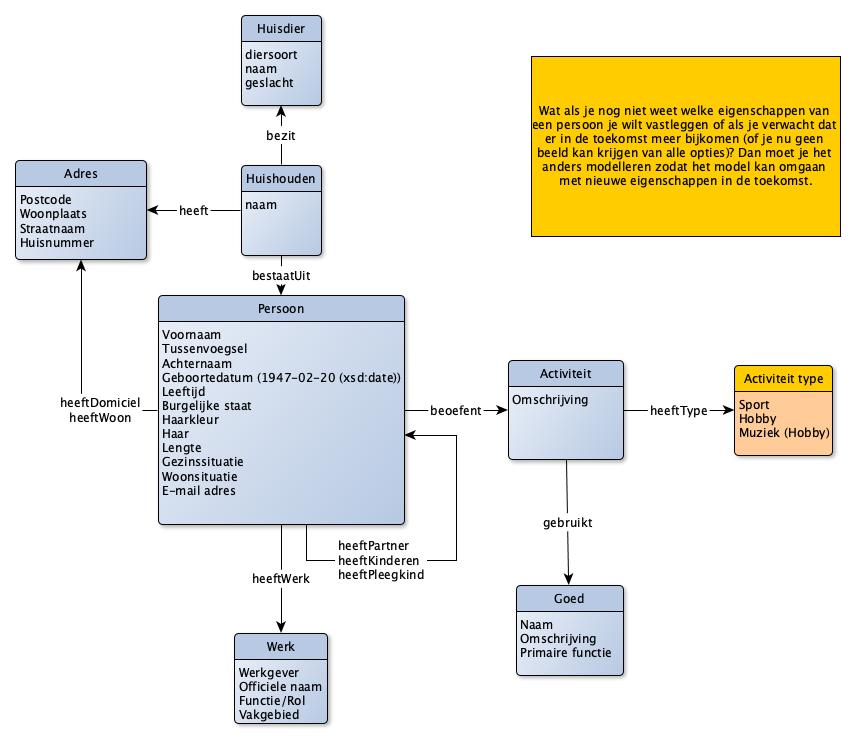 Huisdier
diersoort
naam
geslacht
Wat als je nog niet weet welke eigenschappen van
een persoon je wilt vastleggen of als je verwacht dat
er in de toekomst meer bijkomen (of je nu geen
beeld kan krijgen van alle opties)? Dan moet je het
anders modelleren zodat het model kan omgaan
met nieuwe eigenschappen in de toekomst.
bezit
Adres
Postcode
Woonplaats
Straatnaam
Huisnummer
heeft
Huishouden
naam
bestaatUit
Persoon
Voornaam
Tussenvoegsel
Achternaam
Geboortedatum (1947-02-20 (xsd:date))
Leeftijd
Burgelijke staat
Haarkleur
Haar
Lengte
Gezinssituatie
Woonsituatie
E-mail adres
heeftDomiciel
heeftWoon
beoefent
Activiteit
Omschrijving
heeftType
Activiteit type
Sport
Hobby
Muziek (Hobby)
gebruikt
heeftPartner
heeftKinderen
heeftPleegkind
heeftWerk
Goed
Naam
Omschrijving
Primaire functie
Werk
Werkgever
Officiele naam
Functie/Rol
Vakgebied